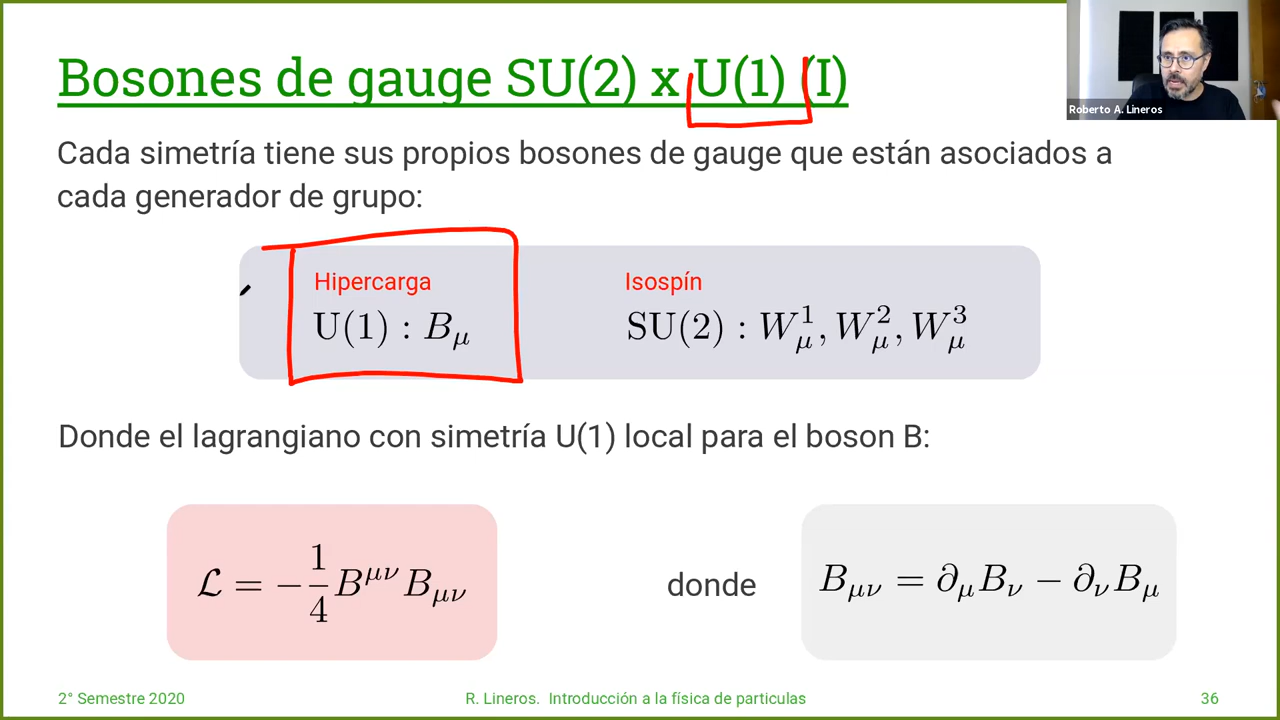 Bosones de gauge SU(2) x U(1) (I)
Roberto A. Lineros
Cada simetría tiene sus propios bosones de gauge que están asociados a
cada generador de grupo:
Hipercarga
U(1) : B_μ
Isospín
SU(2) : W^1_μ, W^2_μ, W^3_μ
Donde el lagrangiano con simetría U(1) local para el boson B:
ℒ = −1/4 B^{μν} B_{μν}
donde
B_{μν} = ∂_μ B_ν − ∂_ν B_μ
2° Semestre 2020
R. Lineros. Introducción a la física de particulas
36